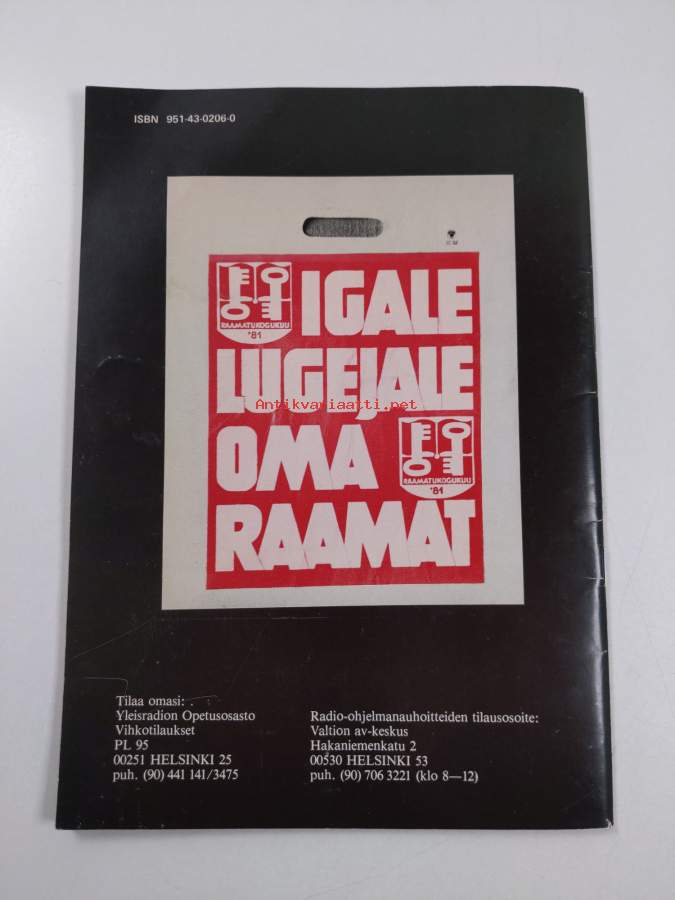 ISBN 951-43-0206-0
IGALE
RAAMATUKOGUKUU
'81
LUGEJALE
Antikvariaatti.net
OMA
RAAMATUKOGUKUU
'81
RAAMAT
Tilaa omasi:
Yleisradion Opetusosasto
Vihkotilaukset
PL 95
00251 HELSINKI 25
puh. (90) 441 141/3475
Radio-ohjelmanauhoitteiden tilausosoite:
Valtion av-keskus
Hakaniemenkatu 2
00530 HELSINKI 53
puh. (90) 706 3221 (klo 8—12)